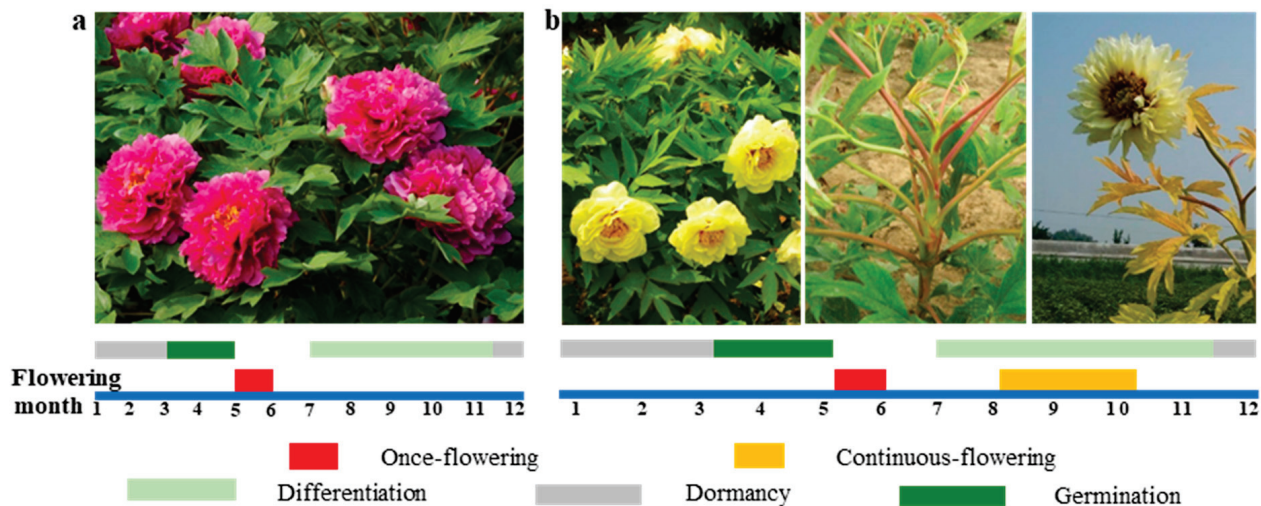 a
b
Flowering
month
1 2 3 4 5 6 7 8 9 10 11 12
1 2 3 4 5 6 7 8 9 10 11 12
Once-flowering
Continuous-flowering
Differentiation
Dormancy
Germination